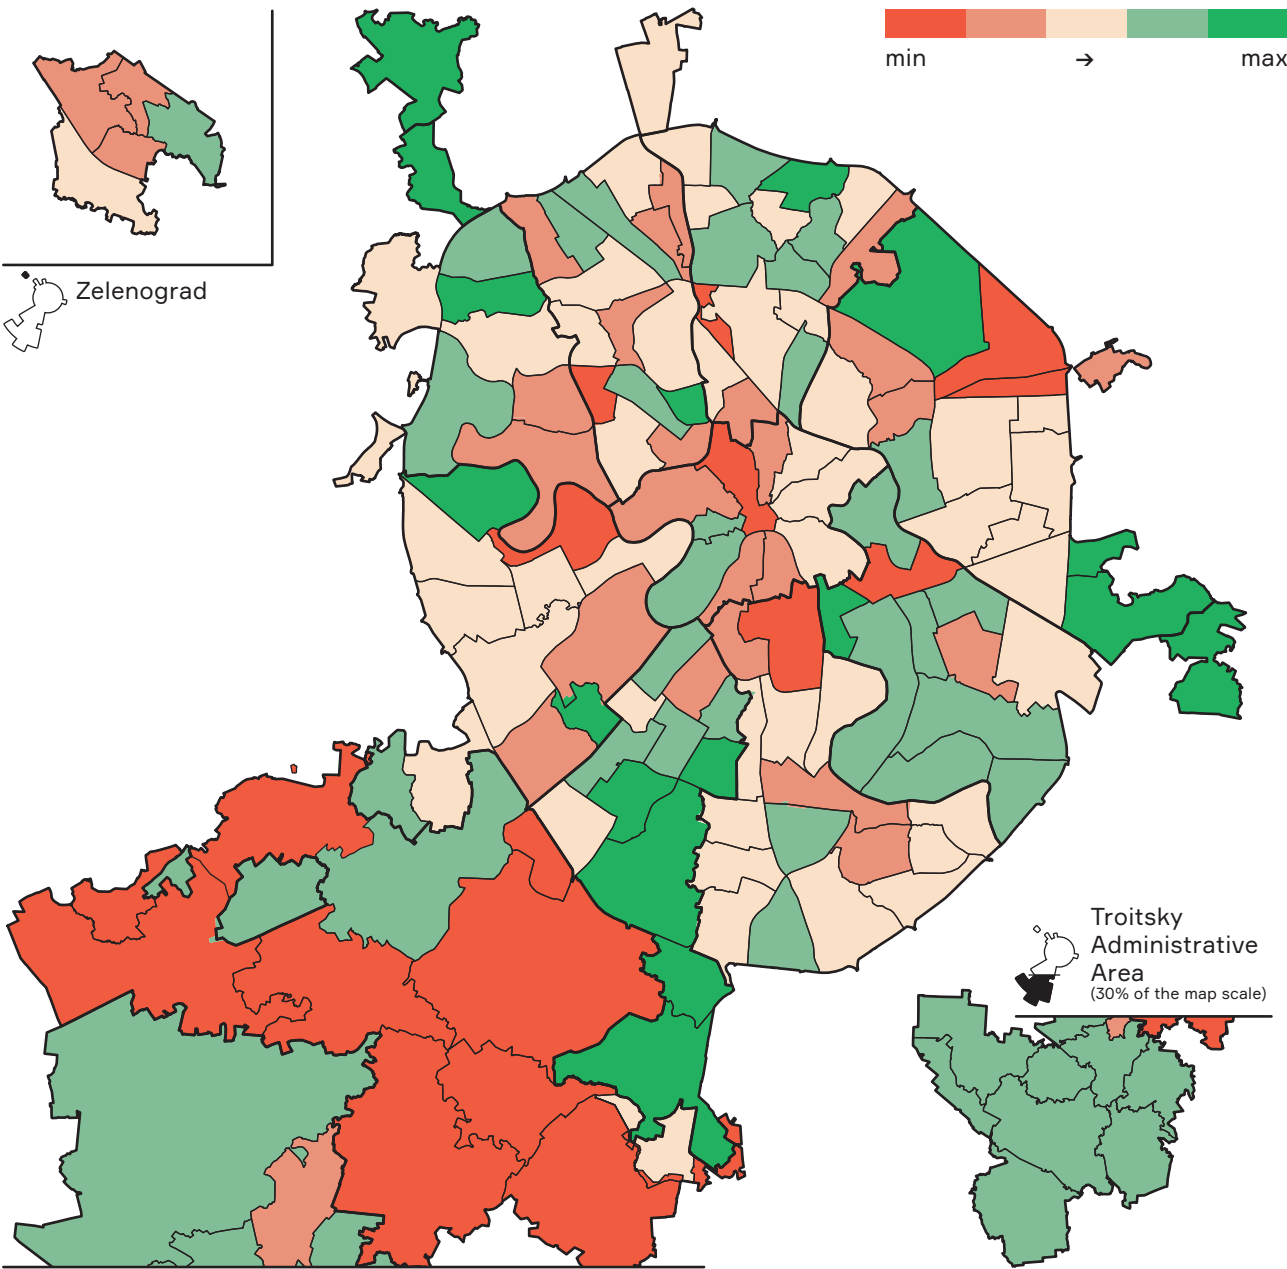 min → max
Zelenograd
Troitsky
Administrative
Area
(30% of the map scale)